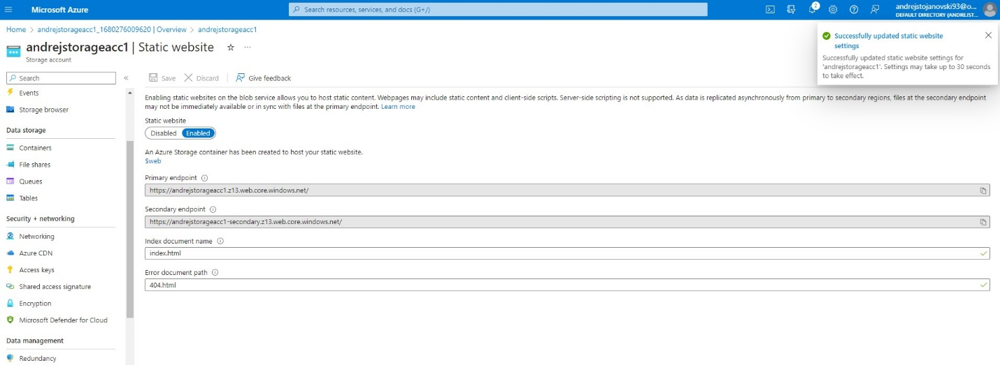 Microsoft Azure
Search resources, services, and docs (G+/)
2
andrejstojanovski93@o...
DEFAULT DIRECTORY (ANDREJST...
Home > andrejstorageacc1_1680276009620 | Overview > andrejstorageacc1
andrejstorageacc1 | Static website
Storage account
Successfully updated static website
settings
Successfully updated static website settings for
'andrejstorageacc1'. Settings may take up to 30 seconds
to take effect.
Search
Events
Storage browser
Data storage
Containers
File shares
Queues
Tables
Security + networking
Networking
Azure CDN
Access keys
Shared access signature
Encryption
Microsoft Defender for Cloud
Data management
Redundancy
Save Discard Give feedback
Enabling static websites on the blob service allows you to host static content. Webpages may include static content and client-side scripts. Server-side scripting is not supported. As data is replicated asynchronously from primary to secondary regions, files at the secondary endpoint
may not be immediately available or in sync with files at the primary endpoint. Learn more
Static website
Disabled Enabled
An Azure Storage container has been created to host your static website.
$web
Primary endpoint
https://andrejstorageacc1.z13.web.core.windows.net/
Secondary endpoint
https://andrejstorageacc1-secondary.z13.web.core.windows.net/
Index document name
index.html
Error document path
404.html